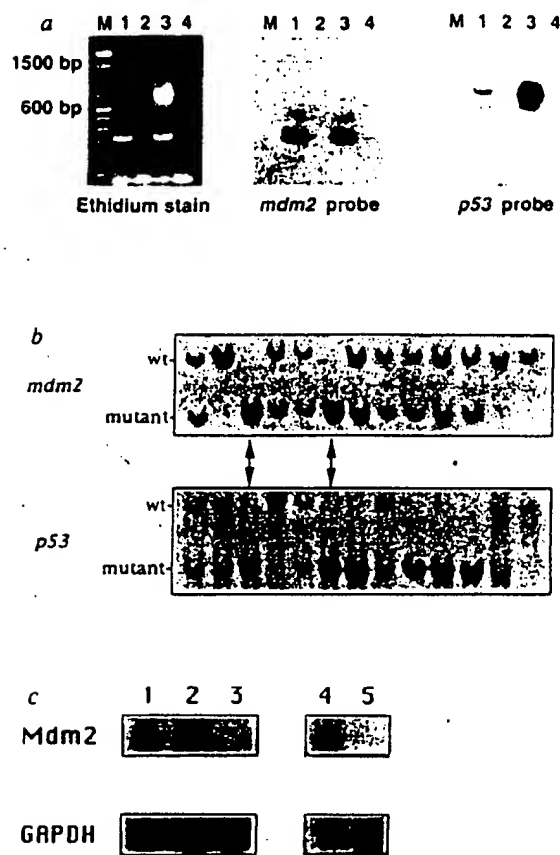 a
M 1 2 3 4
M 1 2 3 4
M 1 2 3 4
1500 bp
600 bp
Ethidium stain
mdm2 probe
p53 probe
b
mdm2
wt
mutant
p53
wt
mutant
c
1 2 3
4 5
Mdm2
GAPDH